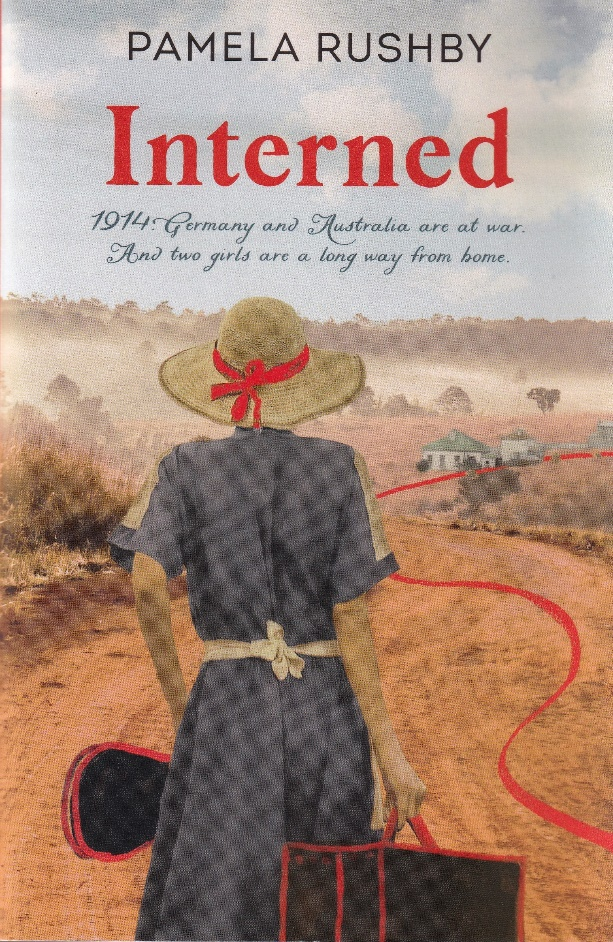 PAMELA RUSHBY
Interned
1914: Germany and Australia are at war.
And two girls are a long way from home.